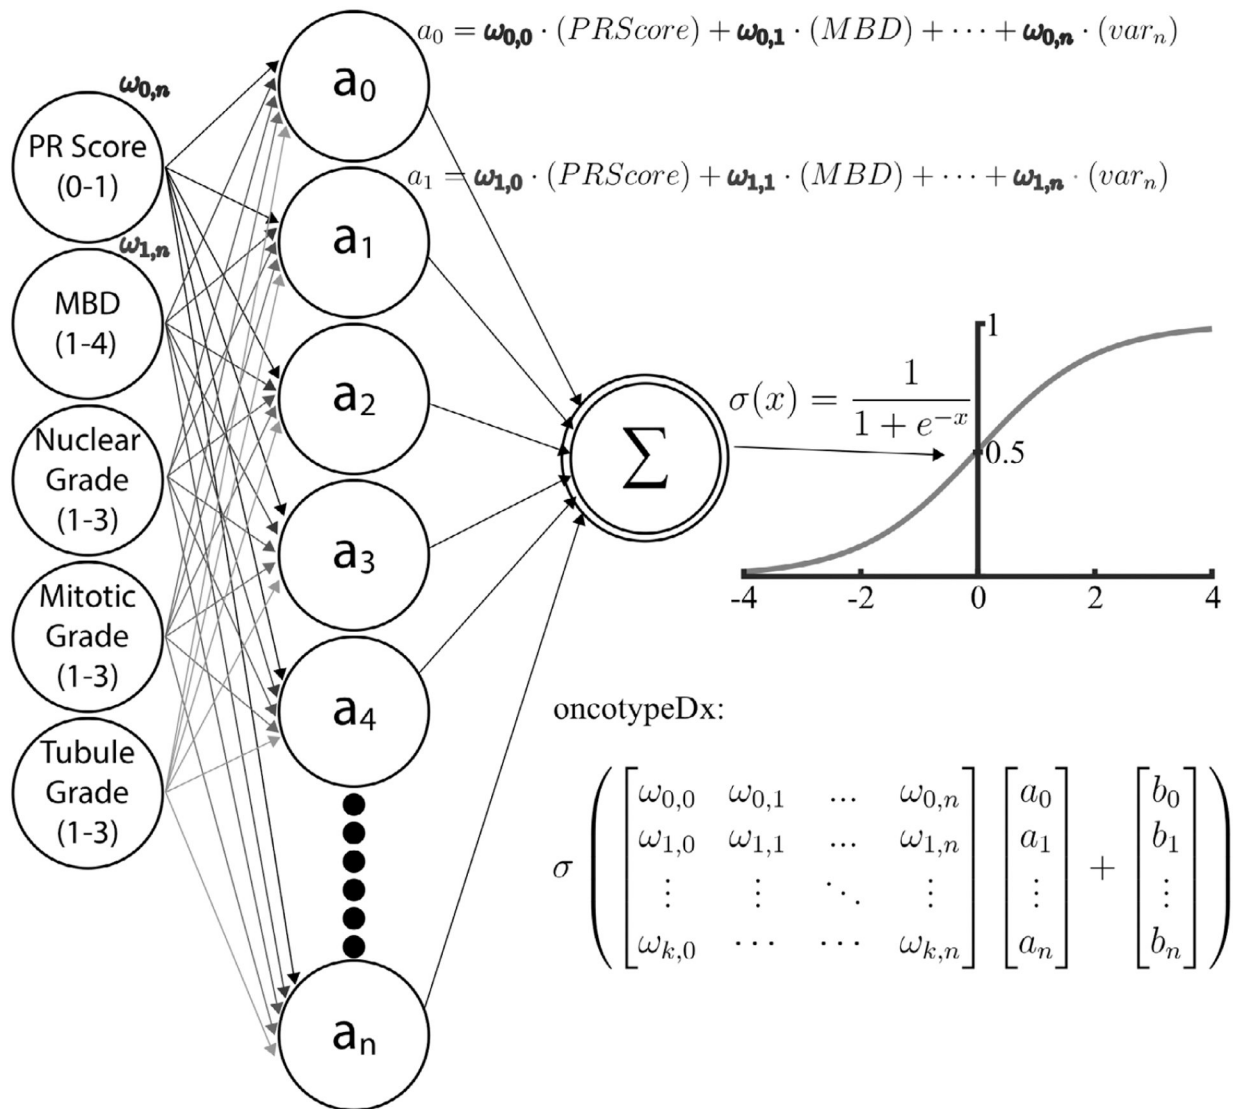 a₀ = ω₀,₀ · (PRScore) + ω₀,₁ · (MBD) + ⋯ + ω₀,ₙ · (varₙ)
ω₀,ₙ
PR Score
(0-1)
a₀
a₁ = ω₁,₀ · (PRScore) + ω₁,₁ · (MBD) + ⋯ + ω₁,ₙ · (varₙ)
ω₁,ₙ
MBD
(1-4)
a₁
Nuclear
Grade
(1-3)
a₂
Mitotic
Grade
(1-3)
a₃
Tubule
Grade
(1-3)
a₄
aₙ
Σ
σ(x) = 1 / (1 + e⁻ˣ)
1
0.5
-4 -2 0 2 4
oncotypeDx:
σ ( [ ω₀,₀ ω₀,₁ ... ω₀,ₙ ] [ a₀ ] + [ b₀ ] )
ω₁,₀ ω₁,₁ ... ω₁,ₙ a₁ b₁
⋮ ⋮ ⋱ ⋮ ⋮ ⋮
ωₖ,₀ ⋯ ⋯ ωₖ,ₙ aₙ bₙ